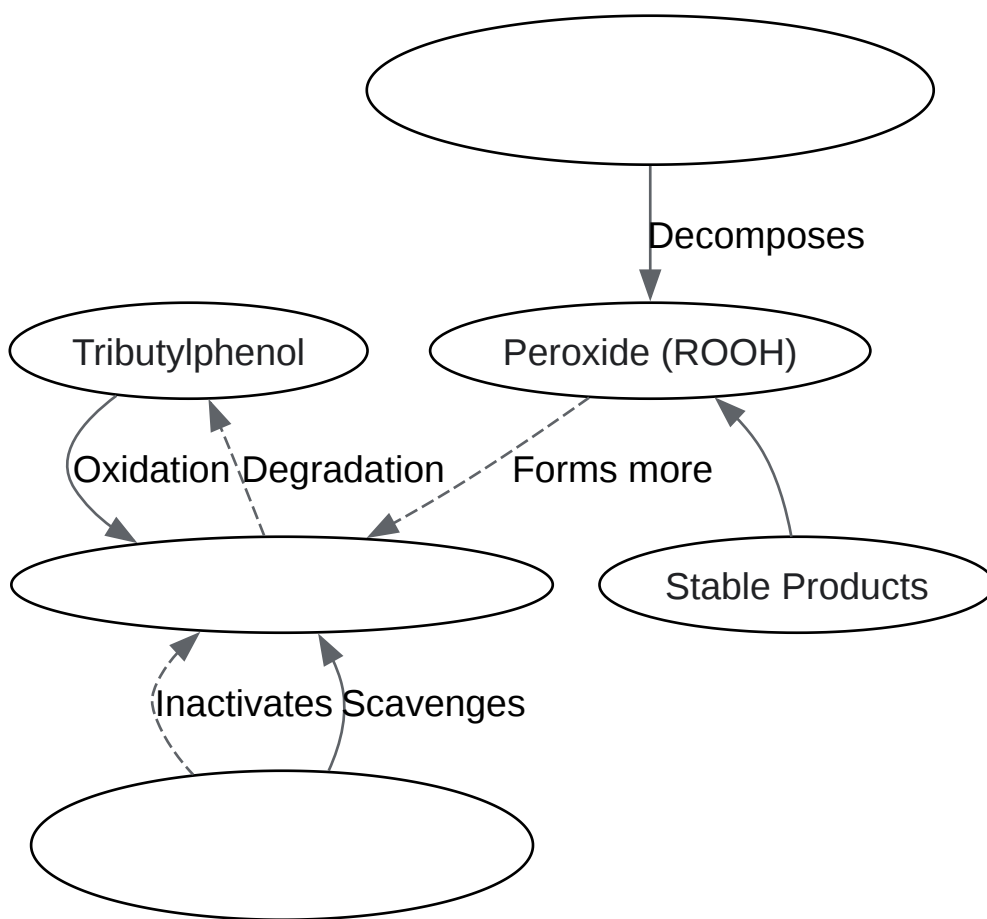 Decomposes
Tributylphenol
Peroxide (ROOH)
Oxidation
Degradation
Forms more
Stable Products
Inactivates
Scavenges